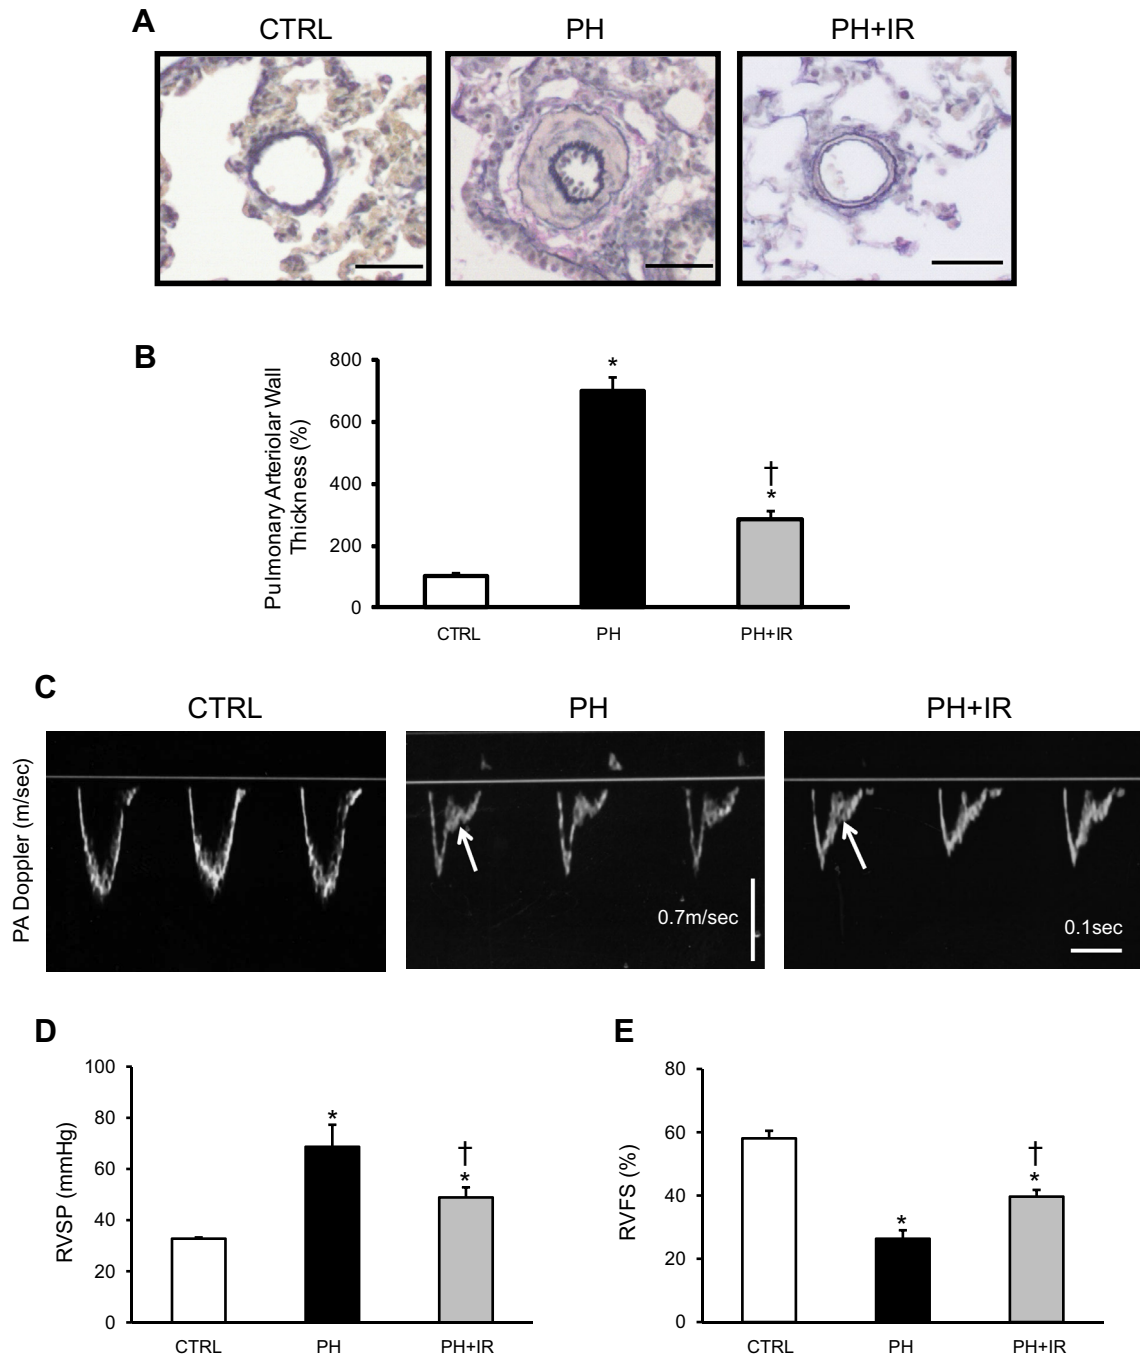 A
CTRL
PH
PH+IR
B
Pulmonary Arteriolar Wall
Thickness (%)
800
600
400
200
0
*
†
*
CTRL
PH
PH+IR
C
CTRL
PH
PH+IR
PA Doppler (m/sec)
0.7m/sec
0.1sec
D
RVSP (mmHg)
100
80
60
40
20
0
*
†
*
CTRL
PH
PH+IR
E
RVFS (%)
80
60
40
20
0
*
†
*
CTRL
PH
PH+IR